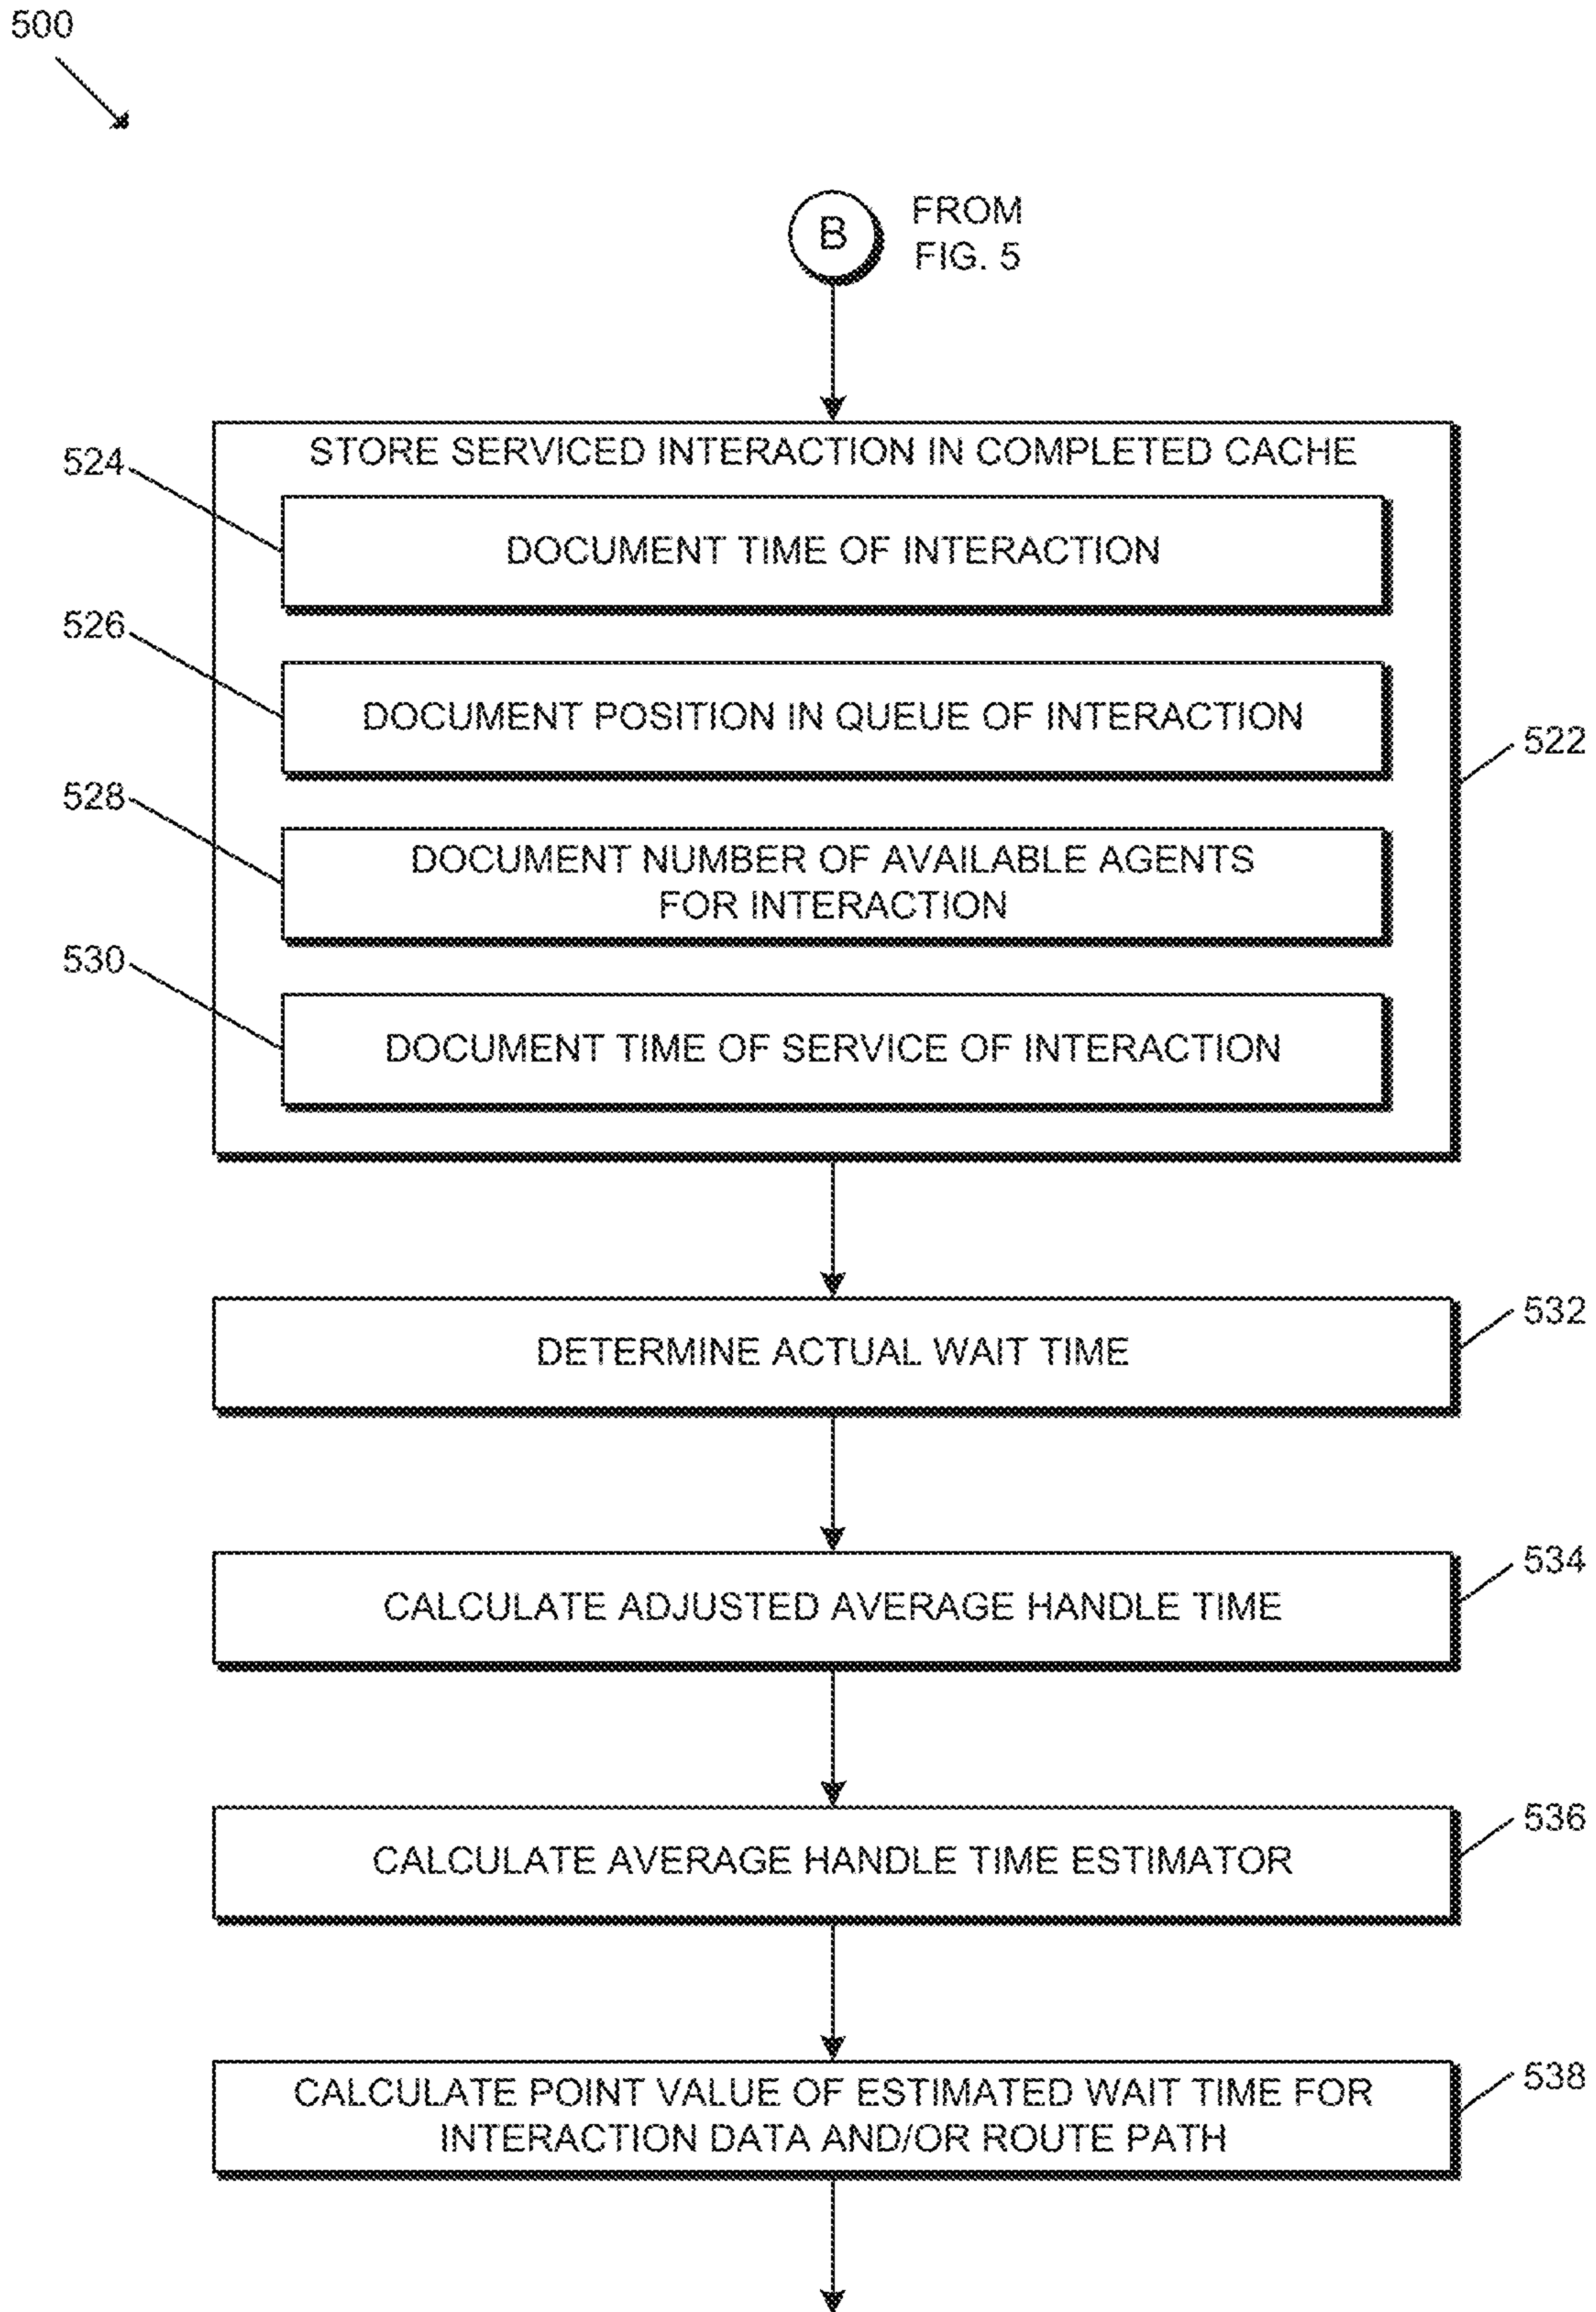 500
B
FROM
FIG. 5
STORE SERVICED INTERACTION IN COMPLETED CACHE
524
DOCUMENT TIME OF INTERACTION
526
DOCUMENT POSITION IN QUEUE OF INTERACTION
522
528
DOCUMENT NUMBER OF AVAILABLE AGENTS
FOR INTERACTION
530
DOCUMENT TIME OF SERVICE OF INTERACTION
532
DETERMINE ACTUAL WAIT TIME
534
CALCULATE ADJUSTED AVERAGE HANDLE TIME
536
CALCULATE AVERAGE HANDLE TIME ESTIMATOR
538
CALCULATE POINT VALUE OF ESTIMATED WAIT TIME FOR
INTERACTION DATA AND/OR ROUTE PATH